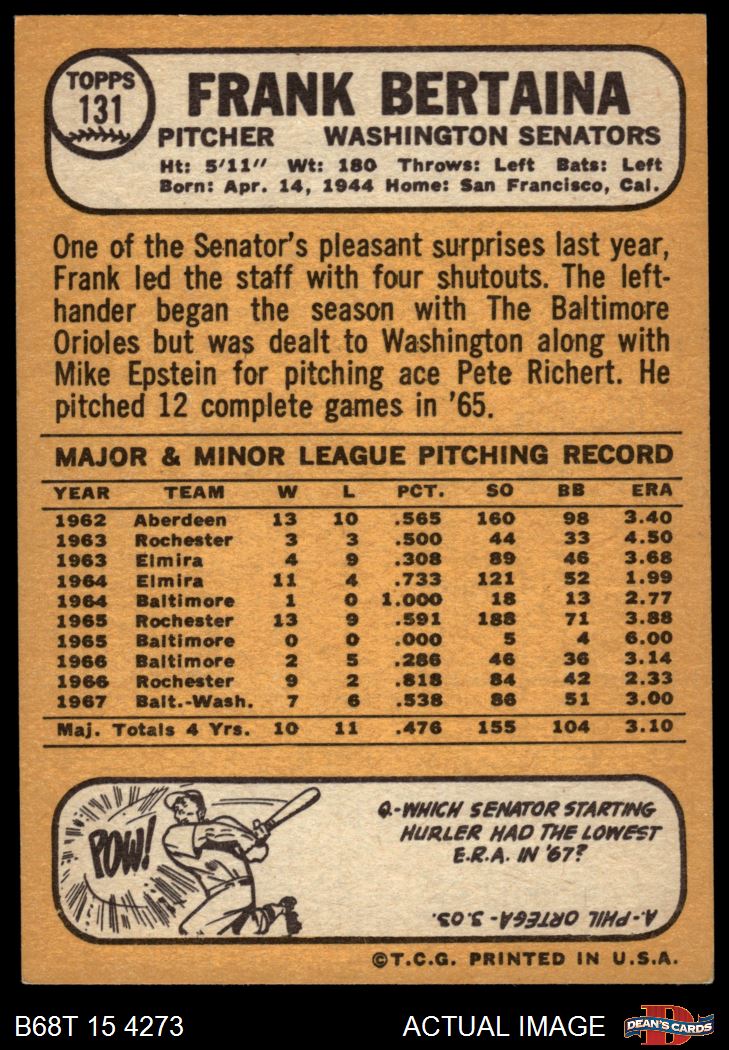 TOPPS
131
FRANK BERTAINA
PITCHER WASHINGTON SENATORS
Ht: 5'11" Wt: 180 Throws: Left Bats: Left
Born: Apr. 14, 1944 Home: San Francisco, Cal.
One of the Senator's pleasant surprises last year,
Frank led the staff with four shutouts. The left-
hander began the season with The Baltimore
Orioles but was dealt to Washington along with
Mike Epstein for pitching ace Pete Richert. He
pitched 12 complete games in '65.
MAJOR & MINOR LEAGUE PITCHING RECORD
YEAR TEAM W L PCT. SO BB ERA
1962 Aberdeen 13 10 .565 160 98 3.40
1963 Rochester 3 3 .500 44 33 4.50
1963 Elmira 4 9 .308 89 46 3.68
1964 Elmira 11 4 .733 121 52 1.99
1964 Baltimore 1 0 1.000 18 13 2.77
1965 Rochester 13 9 .591 188 71 3.88
1965 Baltimore 0 0 .000 5 4 6.00
1966 Baltimore 2 5 .286 46 36 3.14
1966 Rochester 9 2 .818 84 42 2.33
1967 Balt.-Wash. 7 6 .538 86 51 3.00
Maj. Totals 4 Yrs. 10 11 .476 155 104 3.10
POW!
Q.-WHICH SENATOR STARTING
HURLER HAD THE LOWEST
E.R.A. IN '67?
A.-PHIL ORTEGA-3.03.
©T.C.G. PRINTED IN U.S.A.
B68T 15 4273 ACTUAL IMAGE
D
DEAN'S CARDS